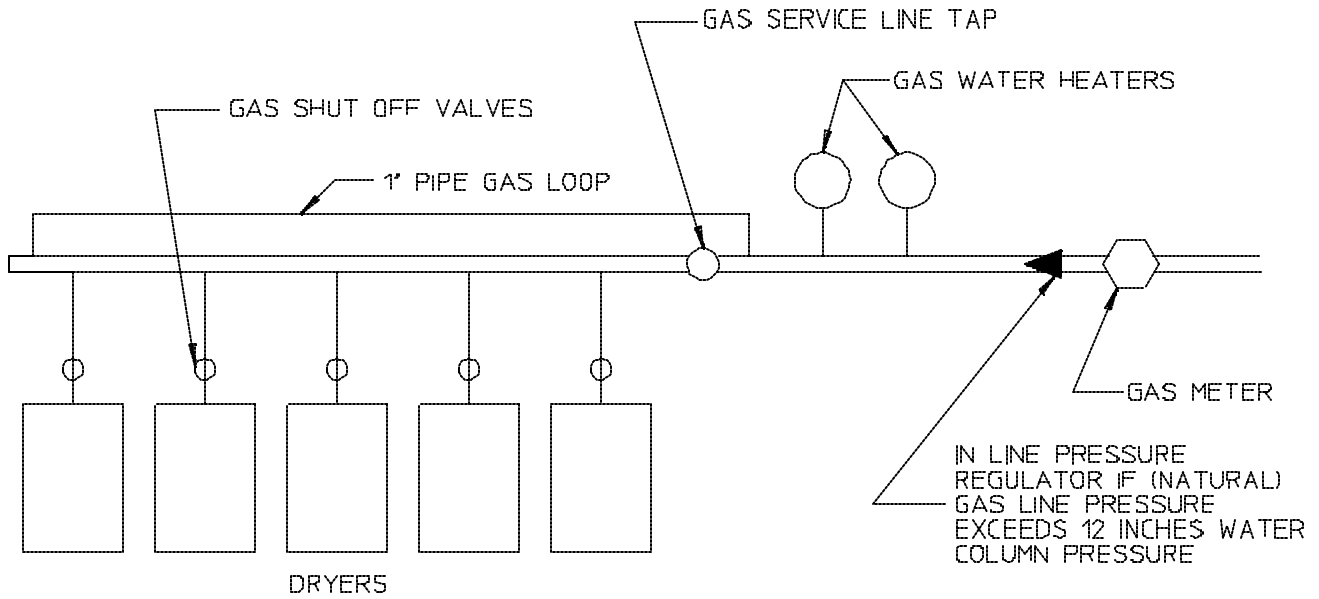 GAS SERVICE LINE TAP
GAS WATER HEATERS
GAS SHUT OFF VALVES
1" PIPE GAS LOOP
GAS METER
IN LINE PRESSURE
REGULATOR IF (NATURAL)
GAS LINE PRESSURE
EXCEEDS 12 INCHES WATER
COLUMN PRESSURE
DRYERS